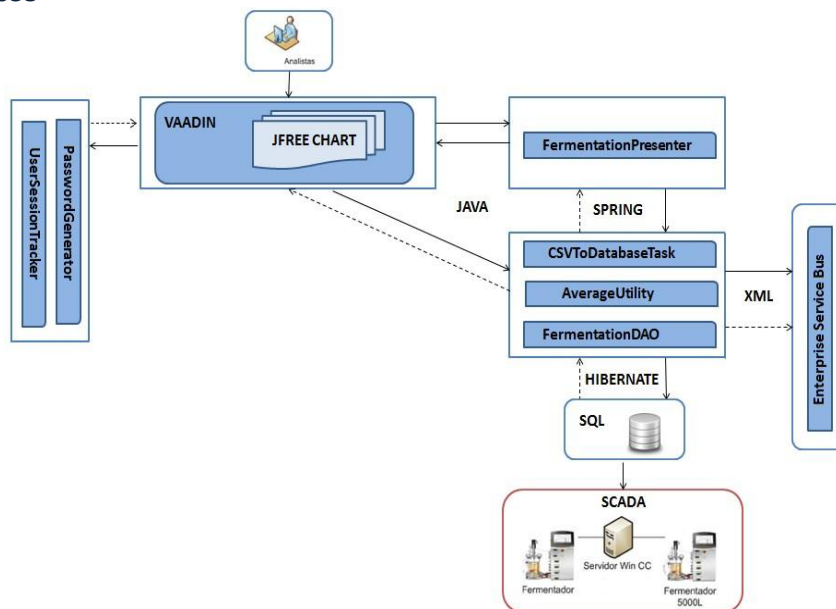 Analistas
VAADIN
JFREE CHART
UserSessionTracker
PasswordGenerator
FermentationPresenter
JAVA
SPRING
CSVToDatabaseTask
AverageUtility
FermentationDAO
XML
Enterprise Service Bus
HIBERNATE
SQL
SCADA
Servidor Win CC
Fermentador
Fermentador
5000L